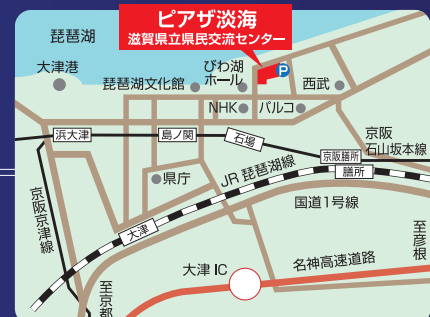 ピアザ淡海
滋賀県立県民交流センター
琵琶湖
大津港
琵琶湖文化館
びわ湖
ホール
P
西武
NHK
パルコ
浜大津
島ノ関
石場
京阪
石山坂本線
京阪膳所
膳所
県庁
JR 琵琶湖線
国道1号線
京阪京津線
大津
大津 IC
名神高速道路
至彦根
至京都